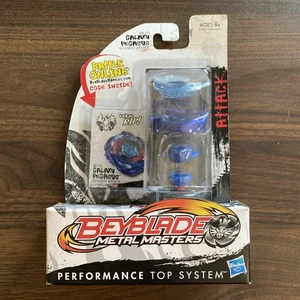 GALAXY
PEGASUS
AGES 8+
BATTLE
ONLINE
CODE INSIDE!
ATTACK
GALAXY
PEGASUS
BEYBLADE
METAL MASTERS
PERFORMANCE TOP SYSTEM
Hasbro